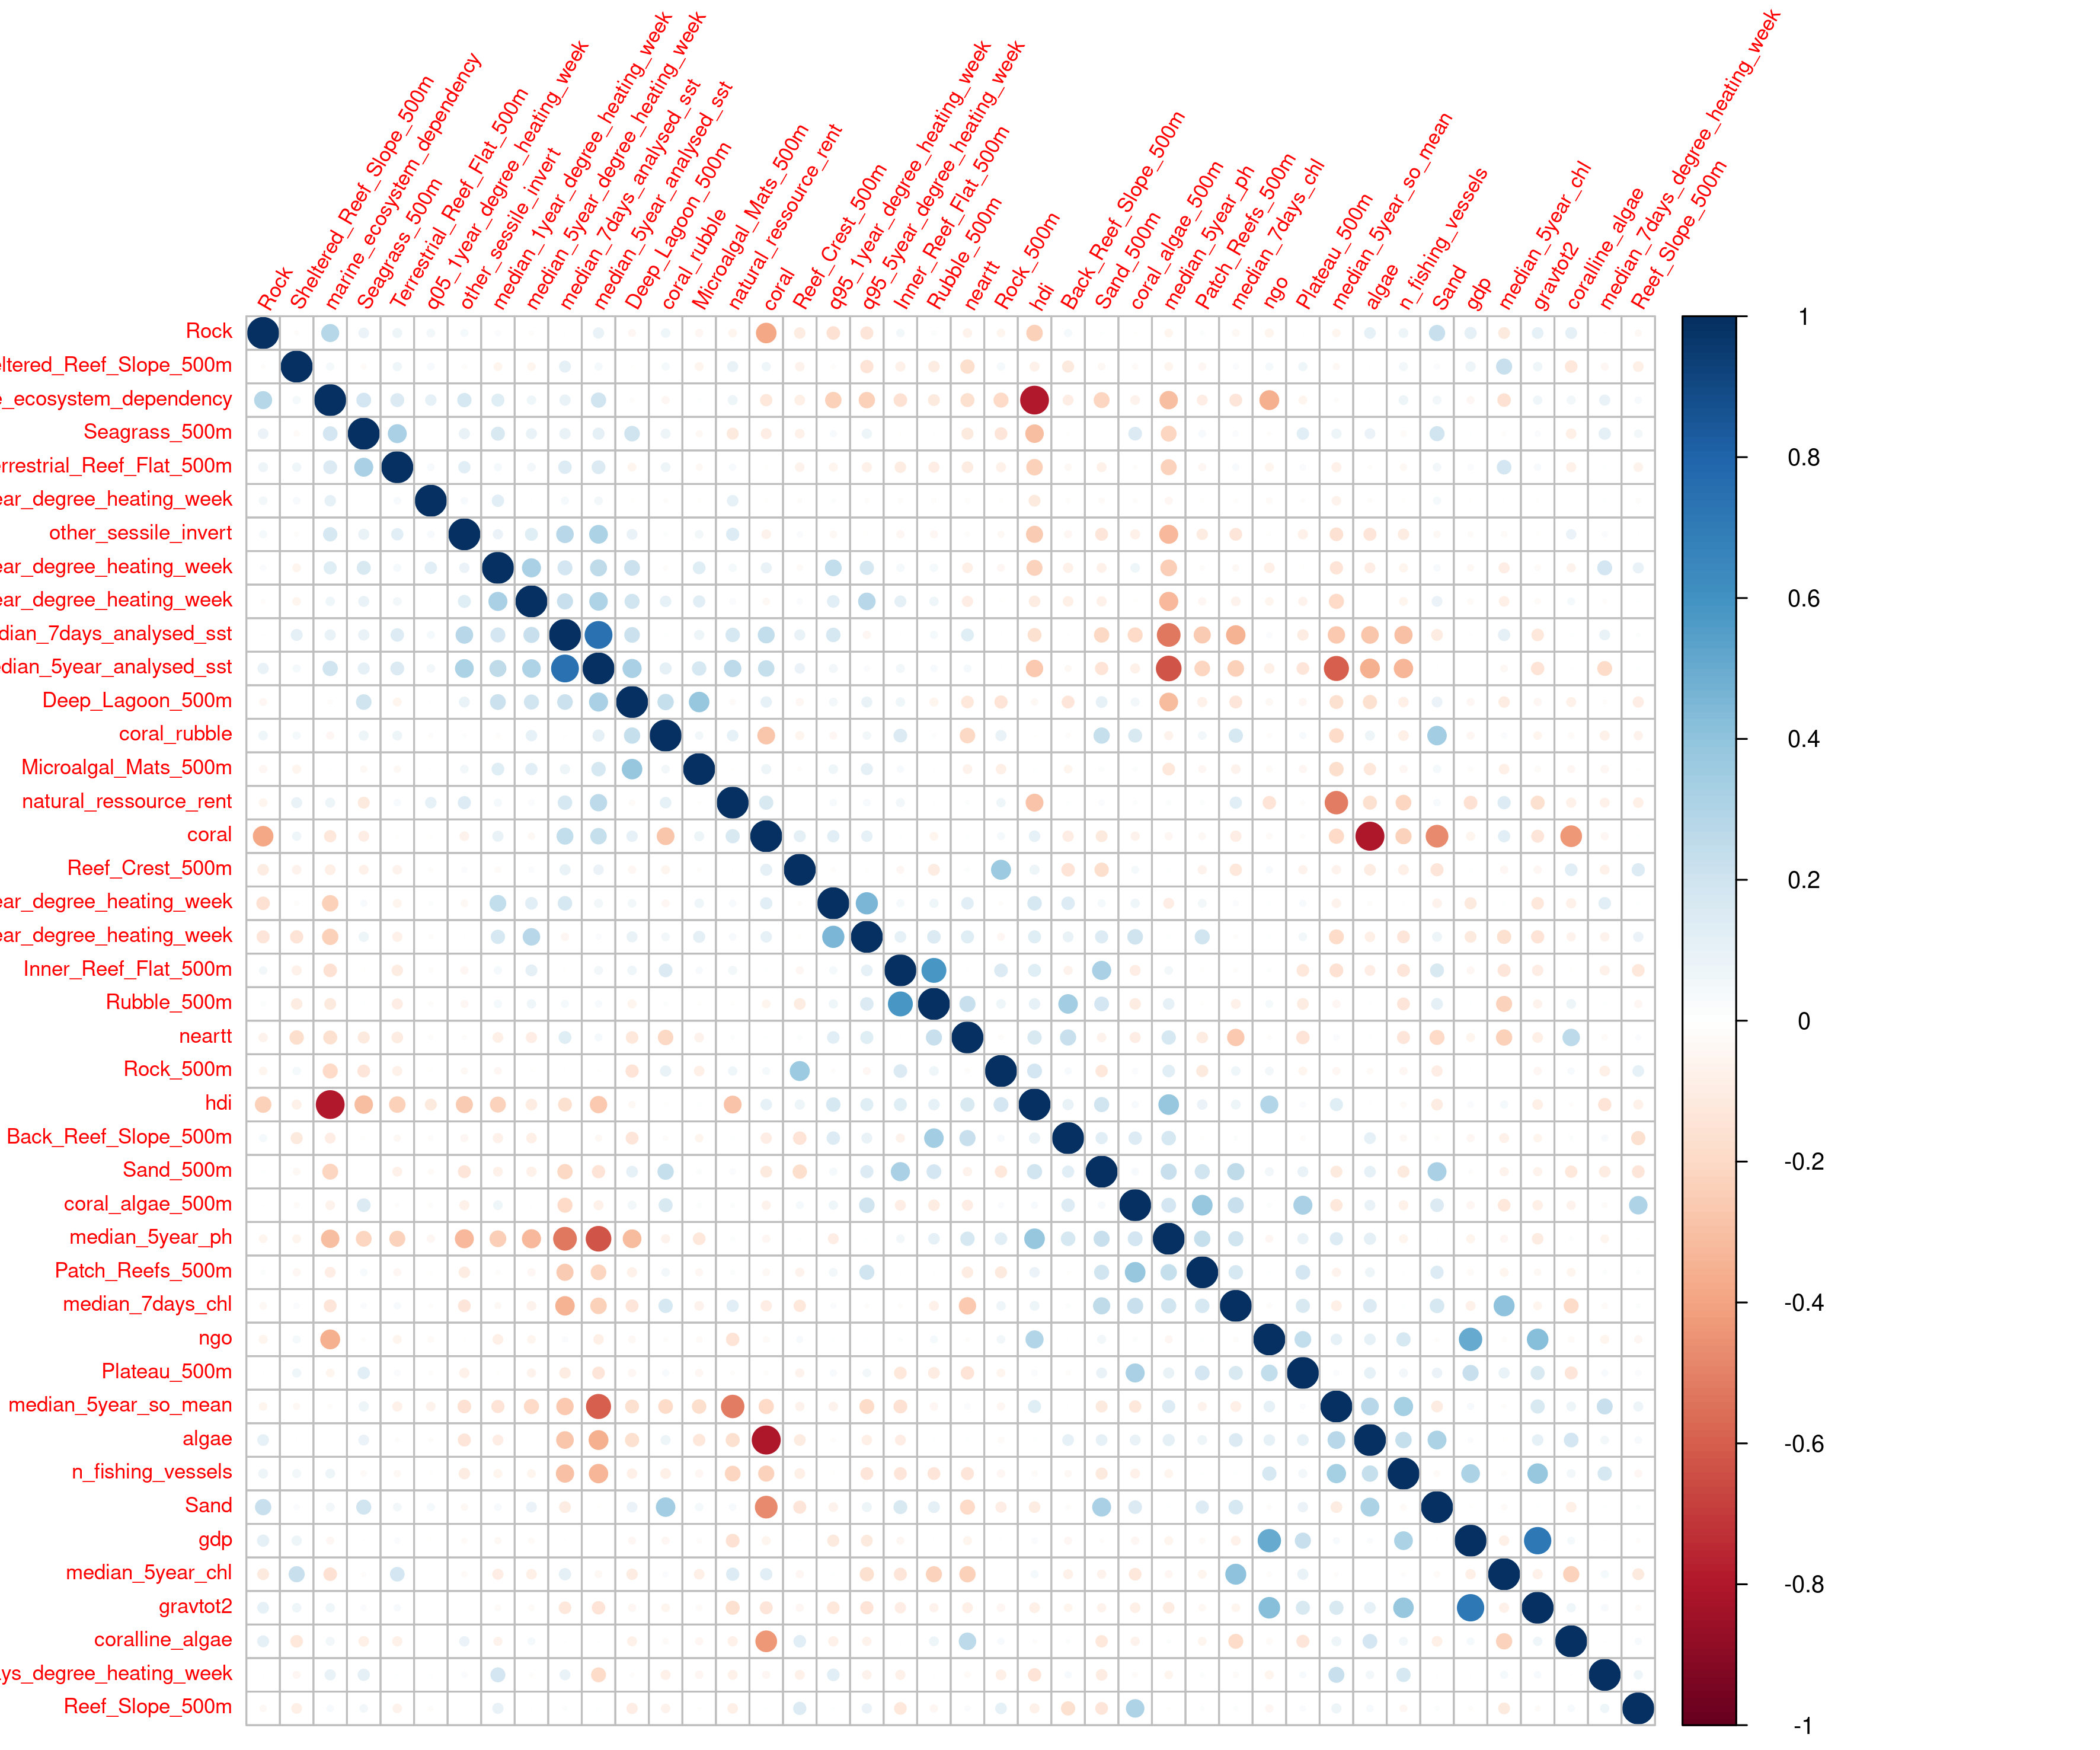 Rock
Sheltered_Reef_Slope_500m
marine_ecosystem_dependency
Seagrass_500m
Terrestrial_Reef_Flat_500m
q05_1year_degree_heating_week
other_sessile_invert
median_1year_degree_heating_week
median_5year_degree_heating_week
median_7days_analysed_sst
median_5year_analysed_sst
Deep_Lagoon_500m
coral_rubble
Microalgal_Mats_500m
natural_ressource_rent
coral
Reef_Crest_500m
q95_1year_degree_heating_week
q95_5year_degree_heating_week
Inner_Reef_Flat_500m
Rubble_500m
neartt
Rock_500m
hdi
Back_Reef_Slope_500m
Sand_500m
coral_algae_500m
median_5year_ph
Patch_Reefs_500m
median_7days_chl
ngo
Plateau_500m
median_5year_so_mean
algae
n_fishing_vessels
Sand
gdp
median_5year_chl
gravtot2
coralline_algae
median_7days_degree_heating_week
Reef_Slope_500m
Rock
eltered_Reef_Slope_500m
e_ecosystem_dependency
Seagrass_500m
errestrial_Reef_Flat_500m
ear_degree_heating_week
other_sessile_invert
ear_degree_heating_week
ear_degree_heating_week
dian_7days_analysed_sst
edian_5year_analysed_sst
Deep_Lagoon_500m
coral_rubble
Microalgal_Mats_500m
natural_ressource_rent
coral
Reef_Crest_500m
ear_degree_heating_week
ear_degree_heating_week
Inner_Reef_Flat_500m
Rubble_500m
neartt
Rock_500m
hdi
Back_Reef_Slope_500m
Sand_500m
coral_algae_500m
median_5year_ph
Patch_Reefs_500m
median_7days_chl
ngo
Plateau_500m
median_5year_so_mean
algae
n_fishing_vessels
Sand
gdp
median_5year_chl
gravtot2
coralline_algae
ys_degree_heating_week
Reef_Slope_500m
1
0.8
0.6
0.4
0.2
0
-0.2
-0.4
-0.6
-0.8
-1